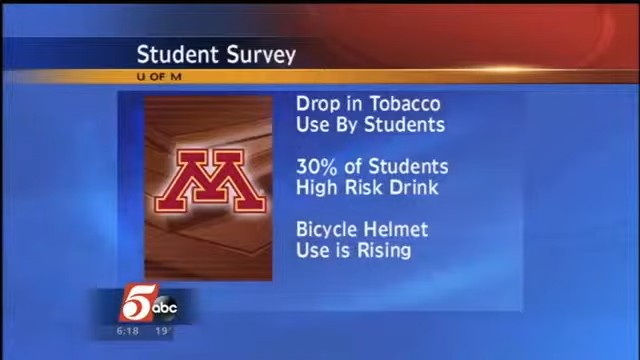 Student Survey
U OF M
Drop in Tobacco
Use By Students
M
30% of Students
High Risk Drink
Bicycle Helmet
Use is Rising
5 abc
6:18 19°